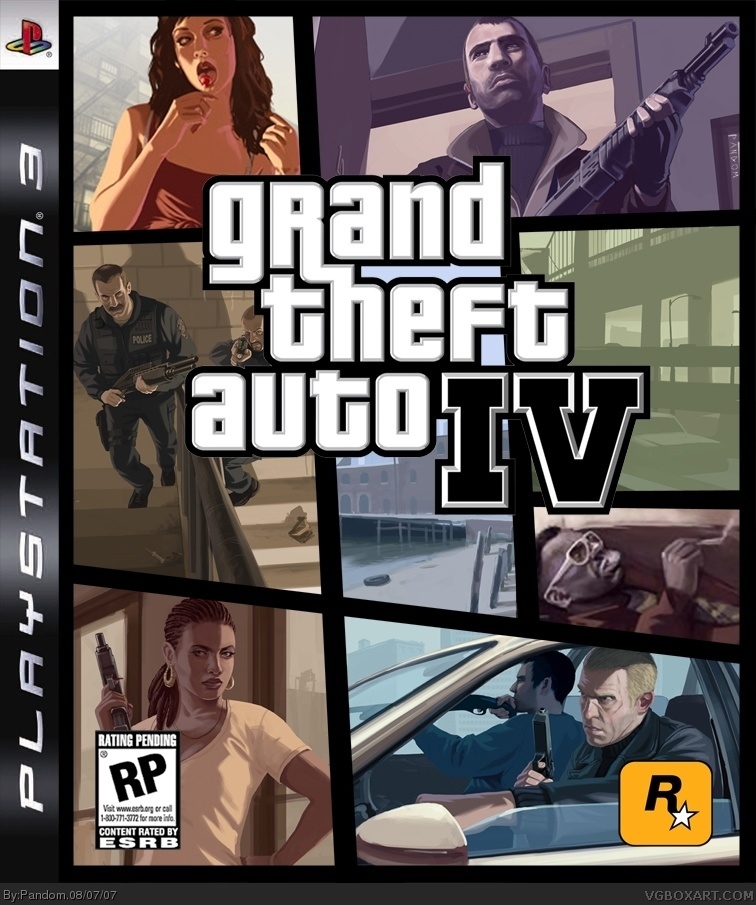 PLAYSTATION®3
PANDOM
grand
theft
auto IV
POLICE
RATING PENDING
RP
®
Visit www.esrb.org or call
1-800-771-3772 for more info.
CONTENT RATED BY
ESRB
R
By:Pandom.08/07/07
VGBOXART.COM